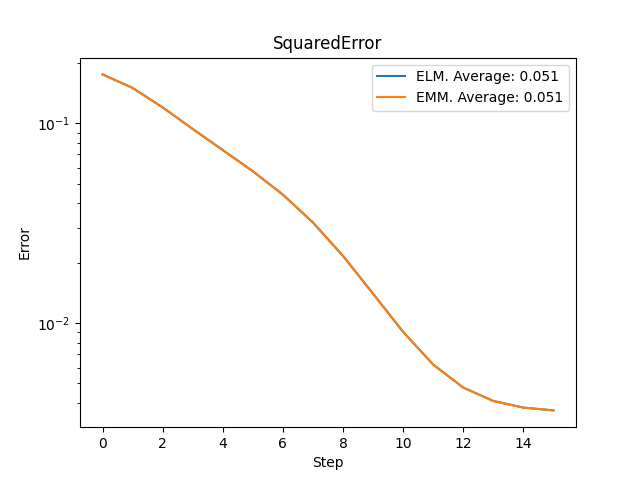 SquaredError
ELM. Average: 0.051
EMM. Average: 0.051
10⁻¹
10⁻²
Error
0 2 4 6 8 10 12 14
Step